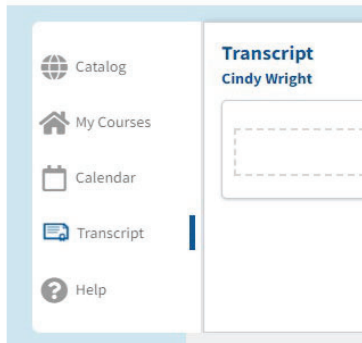 Catalog
My Courses
Calendar
Transcript
Help
Transcript
Cindy Wright